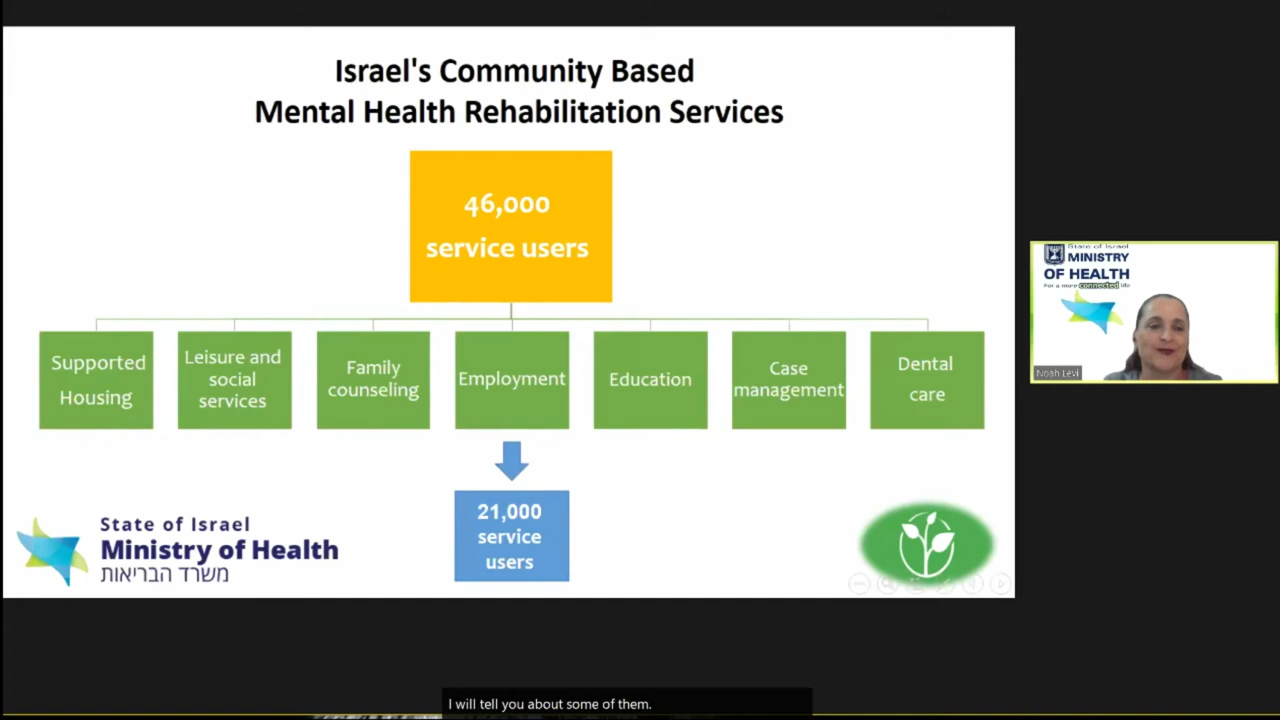 Israel's Community Based
Mental Health Rehabilitation Services
46,000
service users
Supported
Housing
Leisure and
social
services
Family
counseling
Employment
Education
Case
management
Dental
care
21,000
service
users
State of Israel
Ministry of Health
משרד הבריאות
State of Israel
MINISTRY
OF HEALTH
For a more connected life
Noah Levi
I will tell you about some of them.